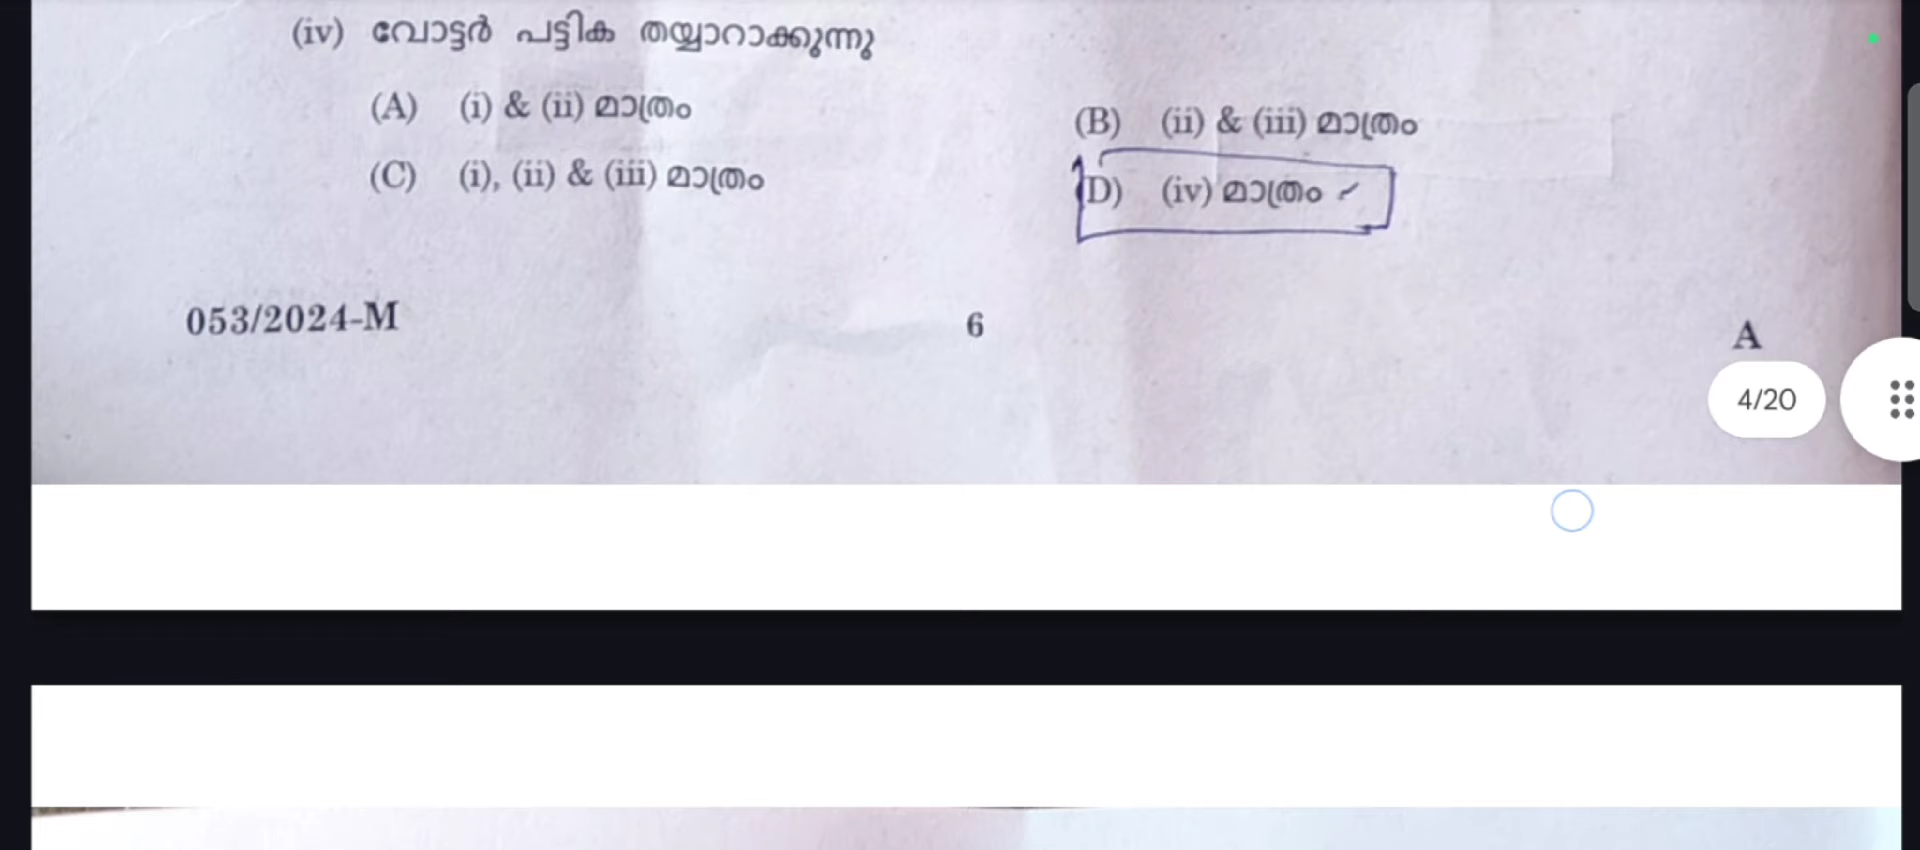 (iv) വോട്ടർ പട്ടിക തയ്യാറാക്കുന്നു
(A) (i) & (ii) മാത്രം
(B) (ii) & (iii) മാത്രം
(C) (i), (ii) & (iii) മാത്രം
(D) (iv) മാത്രം
053/2024-M 6 A
4/20